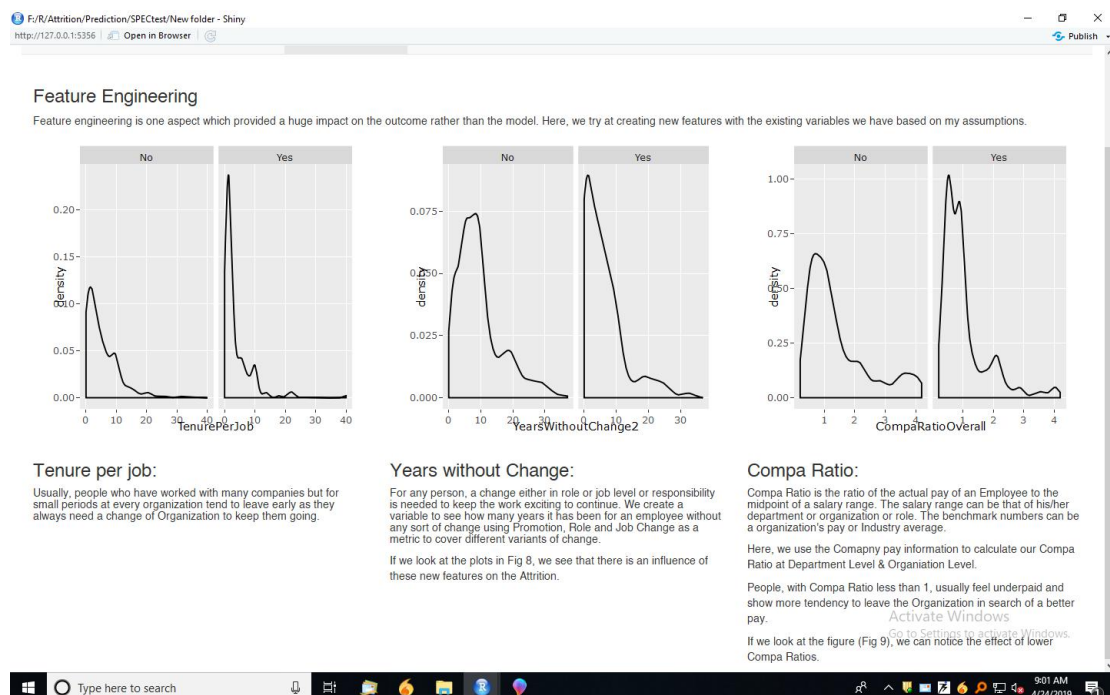 F:/R/Attrition/Prediction/SPECtest/New folder - Shiny
http://127.0.0.1:5356 Open in Browser
Publish
Feature Engineering
Feature engineering is one aspect which provided a huge impact on the outcome rather than the model. Here, we try at creating new features with the existing variables we have based on my assumptions.
No Yes
0.20
0.15
0.10
0.05
0.00
density
0 10 20 30 40 0 10 20 30 40
TenurePerJob
No Yes
0.075
0.050
0.025
0.000
density
0 10 20 30 0 10 20 30
YearsWithoutChange2
No Yes
1.00
0.75
0.50
0.25
0.00
density
1 2 3 4 1 2 3 4
CompaRatioOverall
Tenure per job:
Usually, people who have worked with many companies but for
small periods at every organization tend to leave early as they
always need a change of Organization to keep them going.
Years without Change:
For any person, a change either in role or job level or responsibility
is needed to keep the work exciting to continue. We create a
variable to see how many years it has been for an employee without
any sort of change using Promotion, Role and Job Change as a
metric to cover different variants of change.
If we look at the plots in Fig 8, we see that there is an influence of
these new features on the Attrition.
Compa Ratio:
Compa Ratio is the ratio of the actual pay of an Employee to the
midpoint of a salary range. The salary range can be that of his/her
department or organization or role. The benchmark numbers can be
a organization's pay or Industry average.
Here, we use the Comapny pay information to calculate our Compa
Ratio at Department Level & Organiation Level.
People, with Compa Ratio less than 1, usually feel underpaid and
show more tendency to leave the Organization in search of a better
pay.
If we look at the figure (Fig 9), we can notice the effect of lower
Compa Ratios.
Activate Windows
Go to Settings to activate Windows.
Type here to search
9:01 AM
4/24/2019